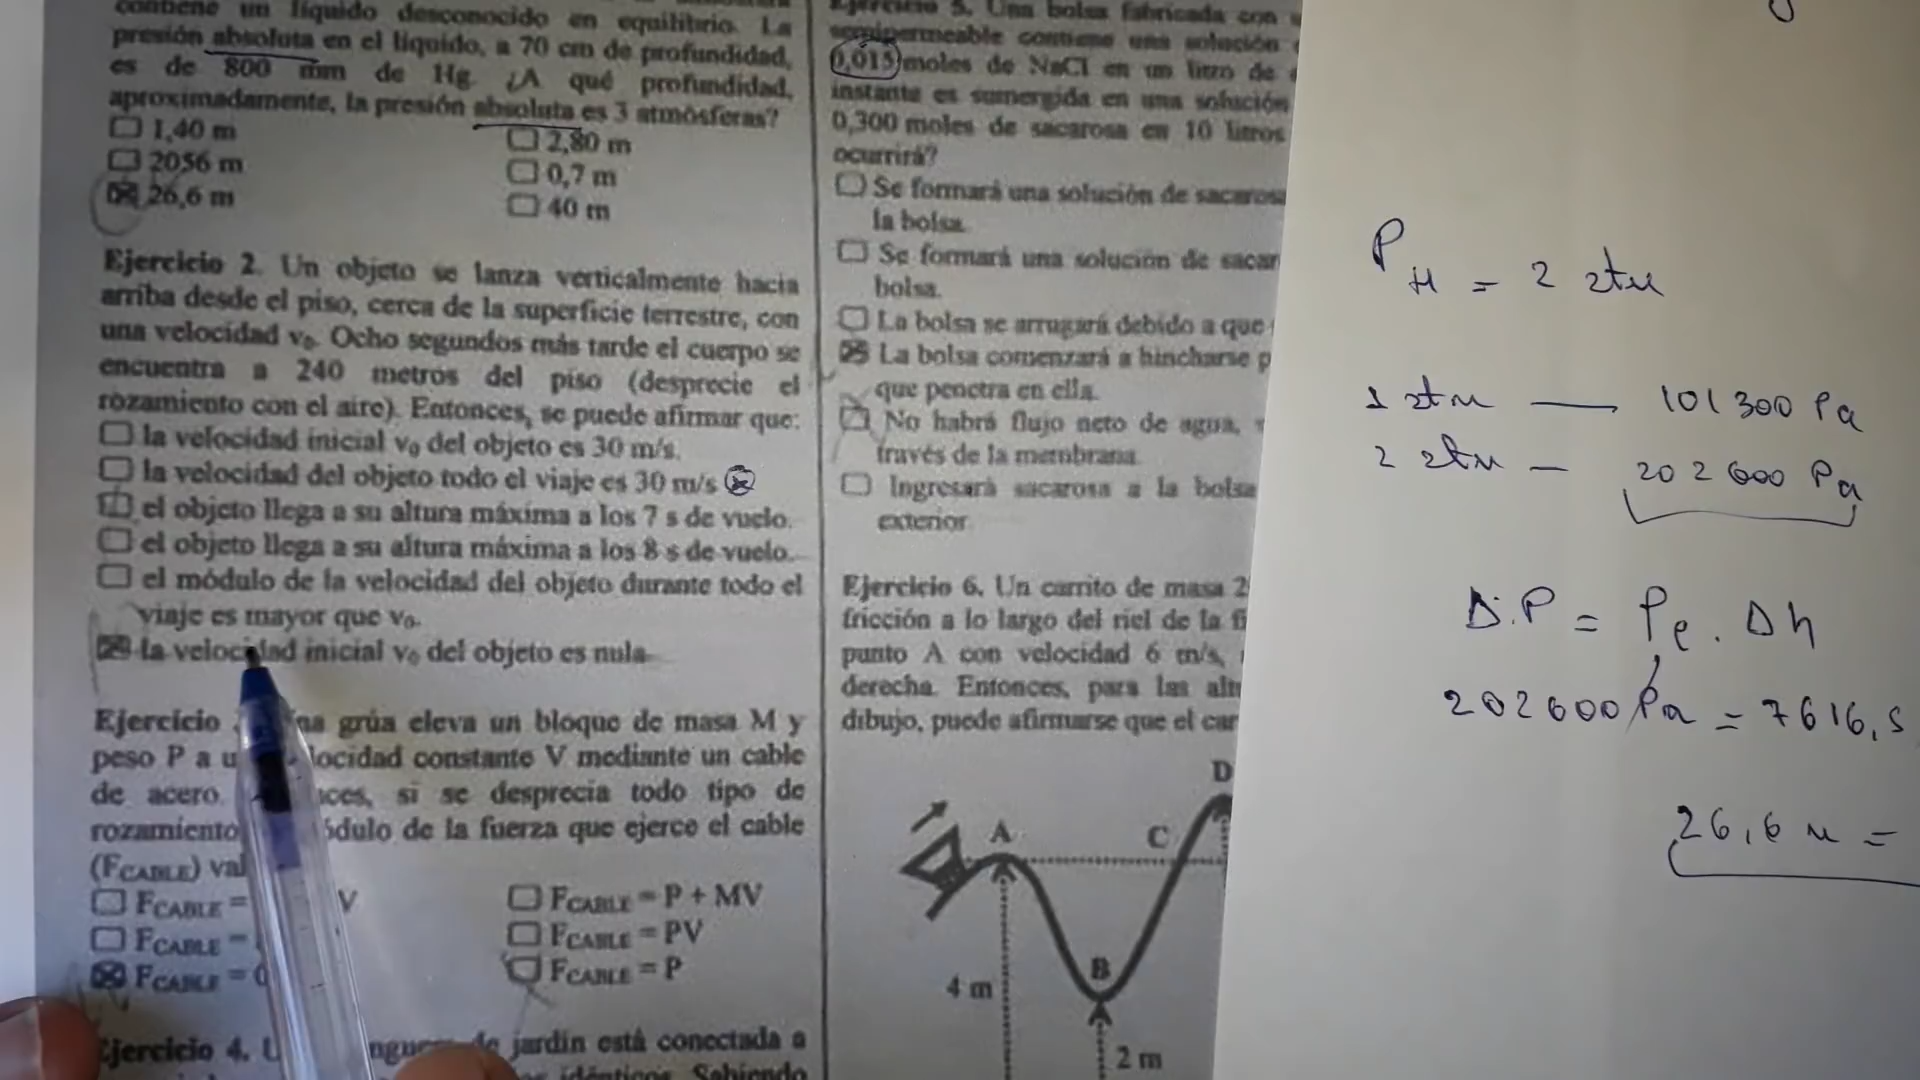 contiene un líquido desconocido en equilibrio. La
presión absoluta en el líquido, a 70 cm de profundidad,
es de 800 mm de Hg. ¿A qué profundidad,
aproximadamente, la presión absoluta es 3 atmósferas?
1,40 m
2,80 m
2056 m
0,7 m
26,6 m
40 m
Ejercicio 2. Un objeto se lanza verticalmente hacia
arriba desde el piso, cerca de la superficie terrestre, con
una velocidad v₀. Ocho segundos más tarde el cuerpo se
encuentra a 240 metros del piso (desprecie el
rozamiento con el aire). Entonces, se puede afirmar que:
la velocidad inicial v₀ del objeto es 30 m/s.
la velocidad del objeto todo el viaje es 30 m/s
el objeto llega a su altura máxima a los 7 s de vuelo.
el objeto llega a su altura máxima a los 8 s de vuelo.
el módulo de la velocidad del objeto durante todo el
viaje es mayor que v₀.
la velocidad inicial v₀ del objeto es nula
Ejercicio grúa eleva un bloque de masa M y
peso P a locidad constante V mediante un cable
de acero. si se desprecia todo tipo de
rozamiento dulo de la fuerza que ejerce el cable
(FCABLE) val
FCABLE = V
FCABLE = P + MV
FCABLE =
FCABLE = PV
FCABLE = 0
FCABLE = P
Ejercicio 4. jardín está conectada a
idénticos. Sabiendo
Ejercicio 5. Una bolsa fabricada con
semipermeable contiene una solución
0,015 moles de NaCl en un litro de
instante es sumergida en una solución
0,300 moles de sacarosa en 10 litros
ocurrirá?
Se formará una solución de sacarosa
la bolsa.
Se formará una solución de sacar
bolsa.
La bolsa se arrugará debido a que
La bolsa comenzará a hincharse p
que penetra en ella.
No habrá flujo neto de agua,
través de la membrana.
Ingresará sacarosa a la bolsa
exterior
Ejercicio 6. Un carrito de masa 2
fricción a lo largo del riel de la fi
punto A con velocidad 6 m/s,
derecha. Entonces, para las alt
dibujo, puede afirmarse que el car
D
A
C
B
4 m
2 m
PH = 2 atm
1 atm — 101300 Pa
2 atm — 202600 Pa
Δ.P = Pe . Δh
202600 Pa = 7616,5
26,6 m =